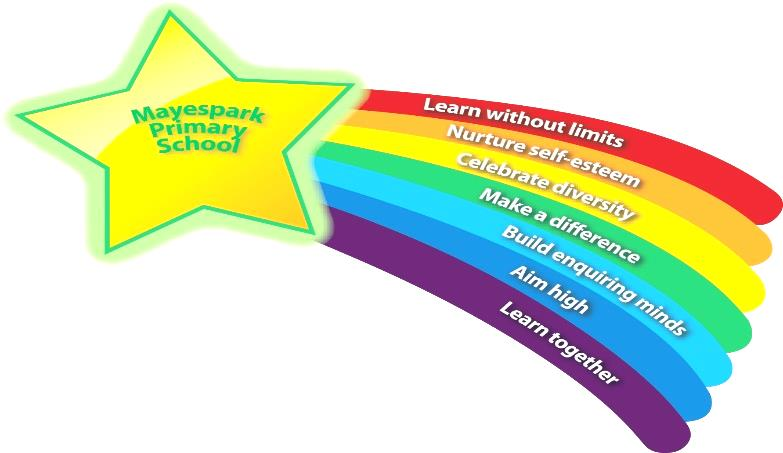 Mayespark
Primary
School
Learn without limits
Nurture self-esteem
Celebrate diversity
Make a difference
Build enquiring minds
Aim high
Learn together